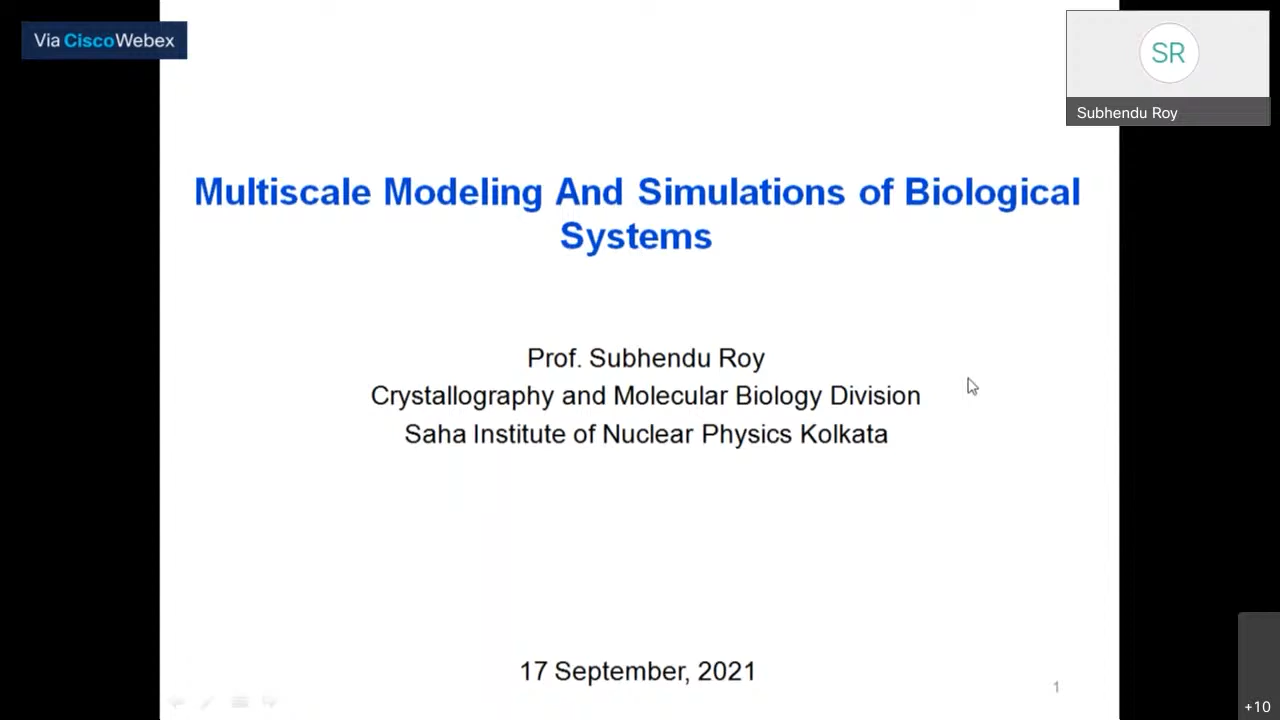 Via CiscoWebex
SR
Subhendu Roy
Multiscale Modeling And Simulations of Biological
Systems
Prof. Subhendu Roy
Crystallography and Molecular Biology Division
Saha Institute of Nuclear Physics Kolkata
17 September, 2021
1
+10